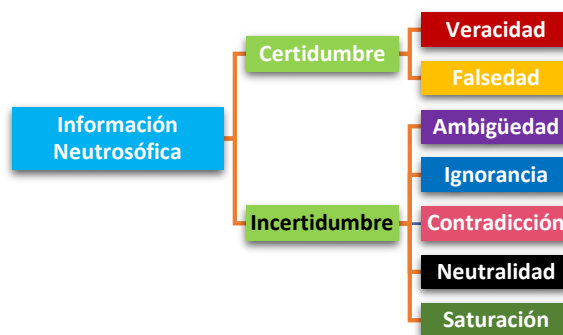 Información
Neutrosófica
Certidumbre
Veracidad
Falsedad
Incertidumbre
Ambigüedad
Ignorancia
Contradicción
Neutralidad
Saturación